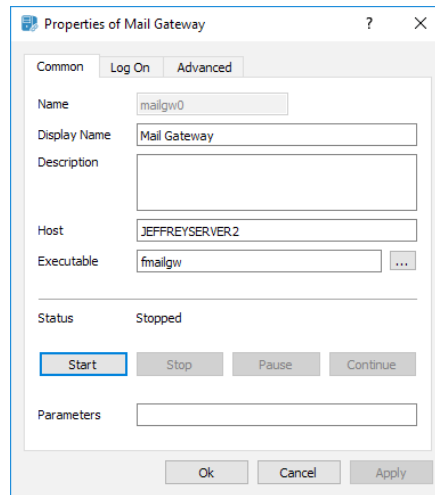 Properties of Mail Gateway ?
Common Log On Advanced
Name mailgw0
Display Name Mail Gateway
Description
Host JEFFREYSERVER2
Executable fmailgw ...
Status Stopped
Start Stop Pause Continue
Parameters
Ok Cancel Apply